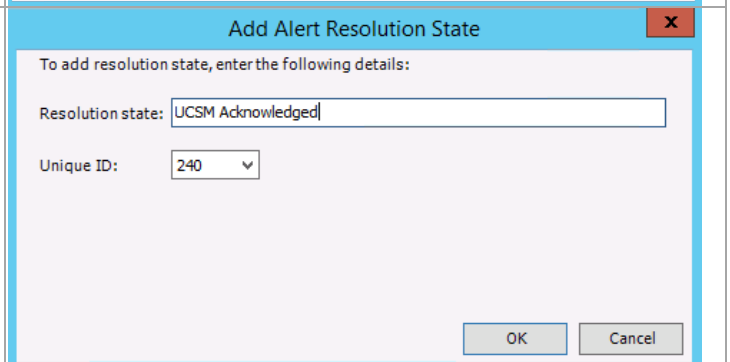 Add Alert Resolution State
x
To add resolution state, enter the following details:
Resolution state: UCSM Acknowledged
Unique ID: 240
OK Cancel